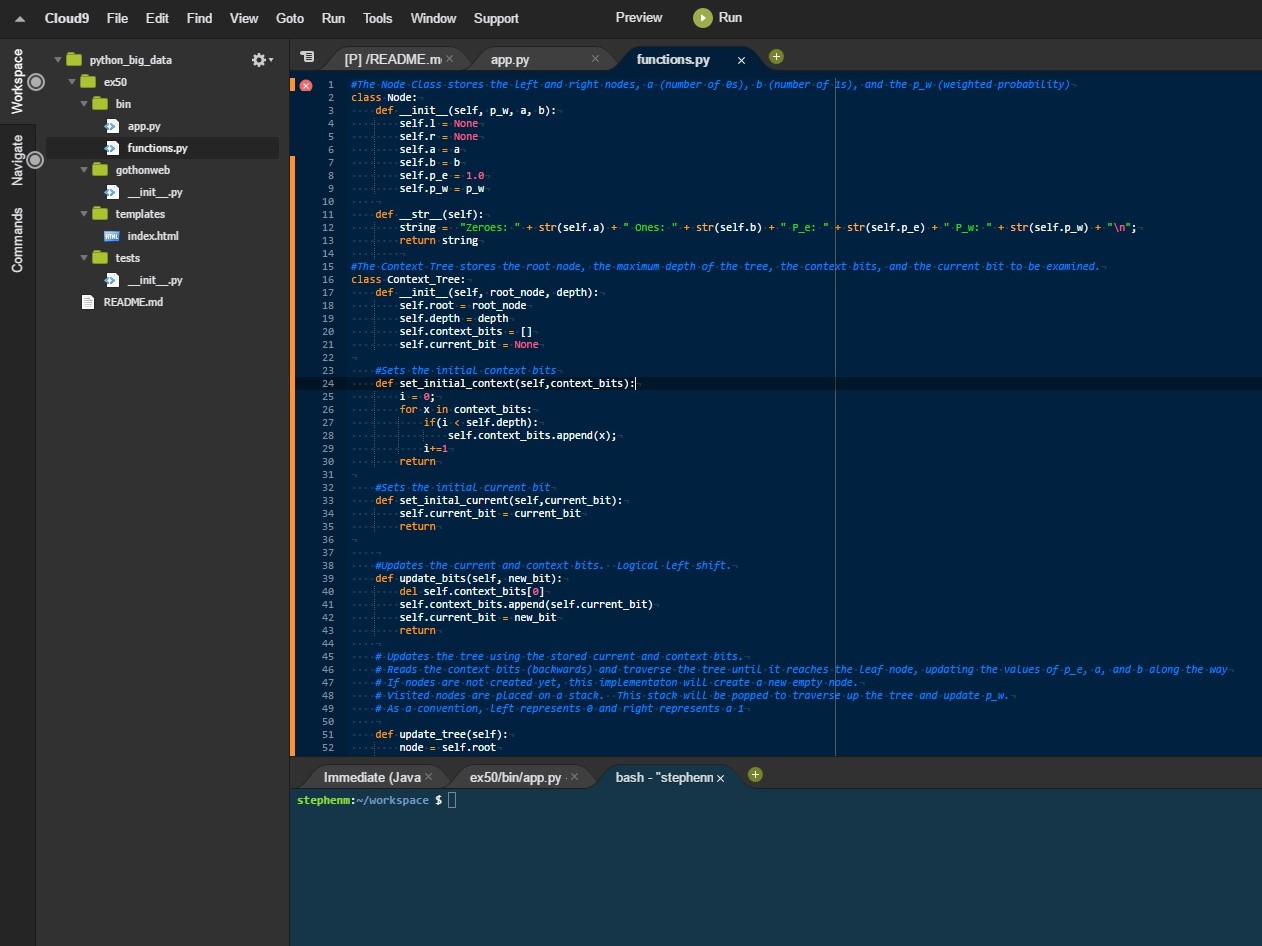 Cloud9 File Edit Find View Goto Run Tools Window Support Preview Run
Workspace
Navigate
Commands
python_big_data
ex50
bin
app.py
functions.py
gothonweb
__init__.py
templates
index.html
tests
__init__.py
README.md
[P] /README.m app.py functions.py
1 #The Node Class stores the left and right nodes, a (number of 0s), b (number of 1s), and the p_w (weighted probability)
2 class Node:
3 def __init__(self, p_w, a, b):
4 self.l = None
5 self.r = None
6 self.a = a
7 self.b = b
8 self.p_e = 1.0
9 self.p_w = p_w
10
11 def __str__(self):
12 string = "Zeroes: " + str(self.a) + " Ones: " + str(self.b) + " P_e: " + str(self.p_e) + " P_w: " + str(self.p_w) + "\n";
13 return string
14
15 #The Context Tree stores the root node, the maximum depth of the tree, the context bits, and the current bit to be examined.
16 class Context_Tree:
17 def __init__(self, root_node, depth):
18 self.root = root_node
19 self.depth = depth
20 self.context_bits = []
21 self.current_bit = None
22
23 #Sets the initial context bits
24 def set_initial_context(self,context_bits):
25 i = 0;
26 for x in context_bits:
27 if(i < self.depth):
28 self.context_bits.append(x);
29 i+=1
30 return
31
32 #Sets the initial current bit
33 def set_inital_current(self,current_bit):
34 self.current_bit = current_bit
35 return
36
37
38 #Updates the current and context bits. Logical left shift.
39 def update_bits(self, new_bit):
40 del self.context_bits[0]
41 self.context_bits.append(self.current_bit)
42 self.current_bit = new_bit
43 return
44
45 # Updates the tree using the stored current and context bits.
46 # Reads the context bits (backwards) and traverse the tree until it reaches the leaf node, updating the values of p_e, a, and b along the way
47 # If nodes are not created yet, this implementaton will create a new empty node.
48 # Visited nodes are placed on a stack. This stack will be popped to traverse up the tree and update p_w.
49 # As a convention, left represents 0 and right represents a 1
50
51 def update_tree(self):
52 node = self.root
Immediate (Java ex50/bin/app.py - bash - "stephenm
stephenm:~/workspace $